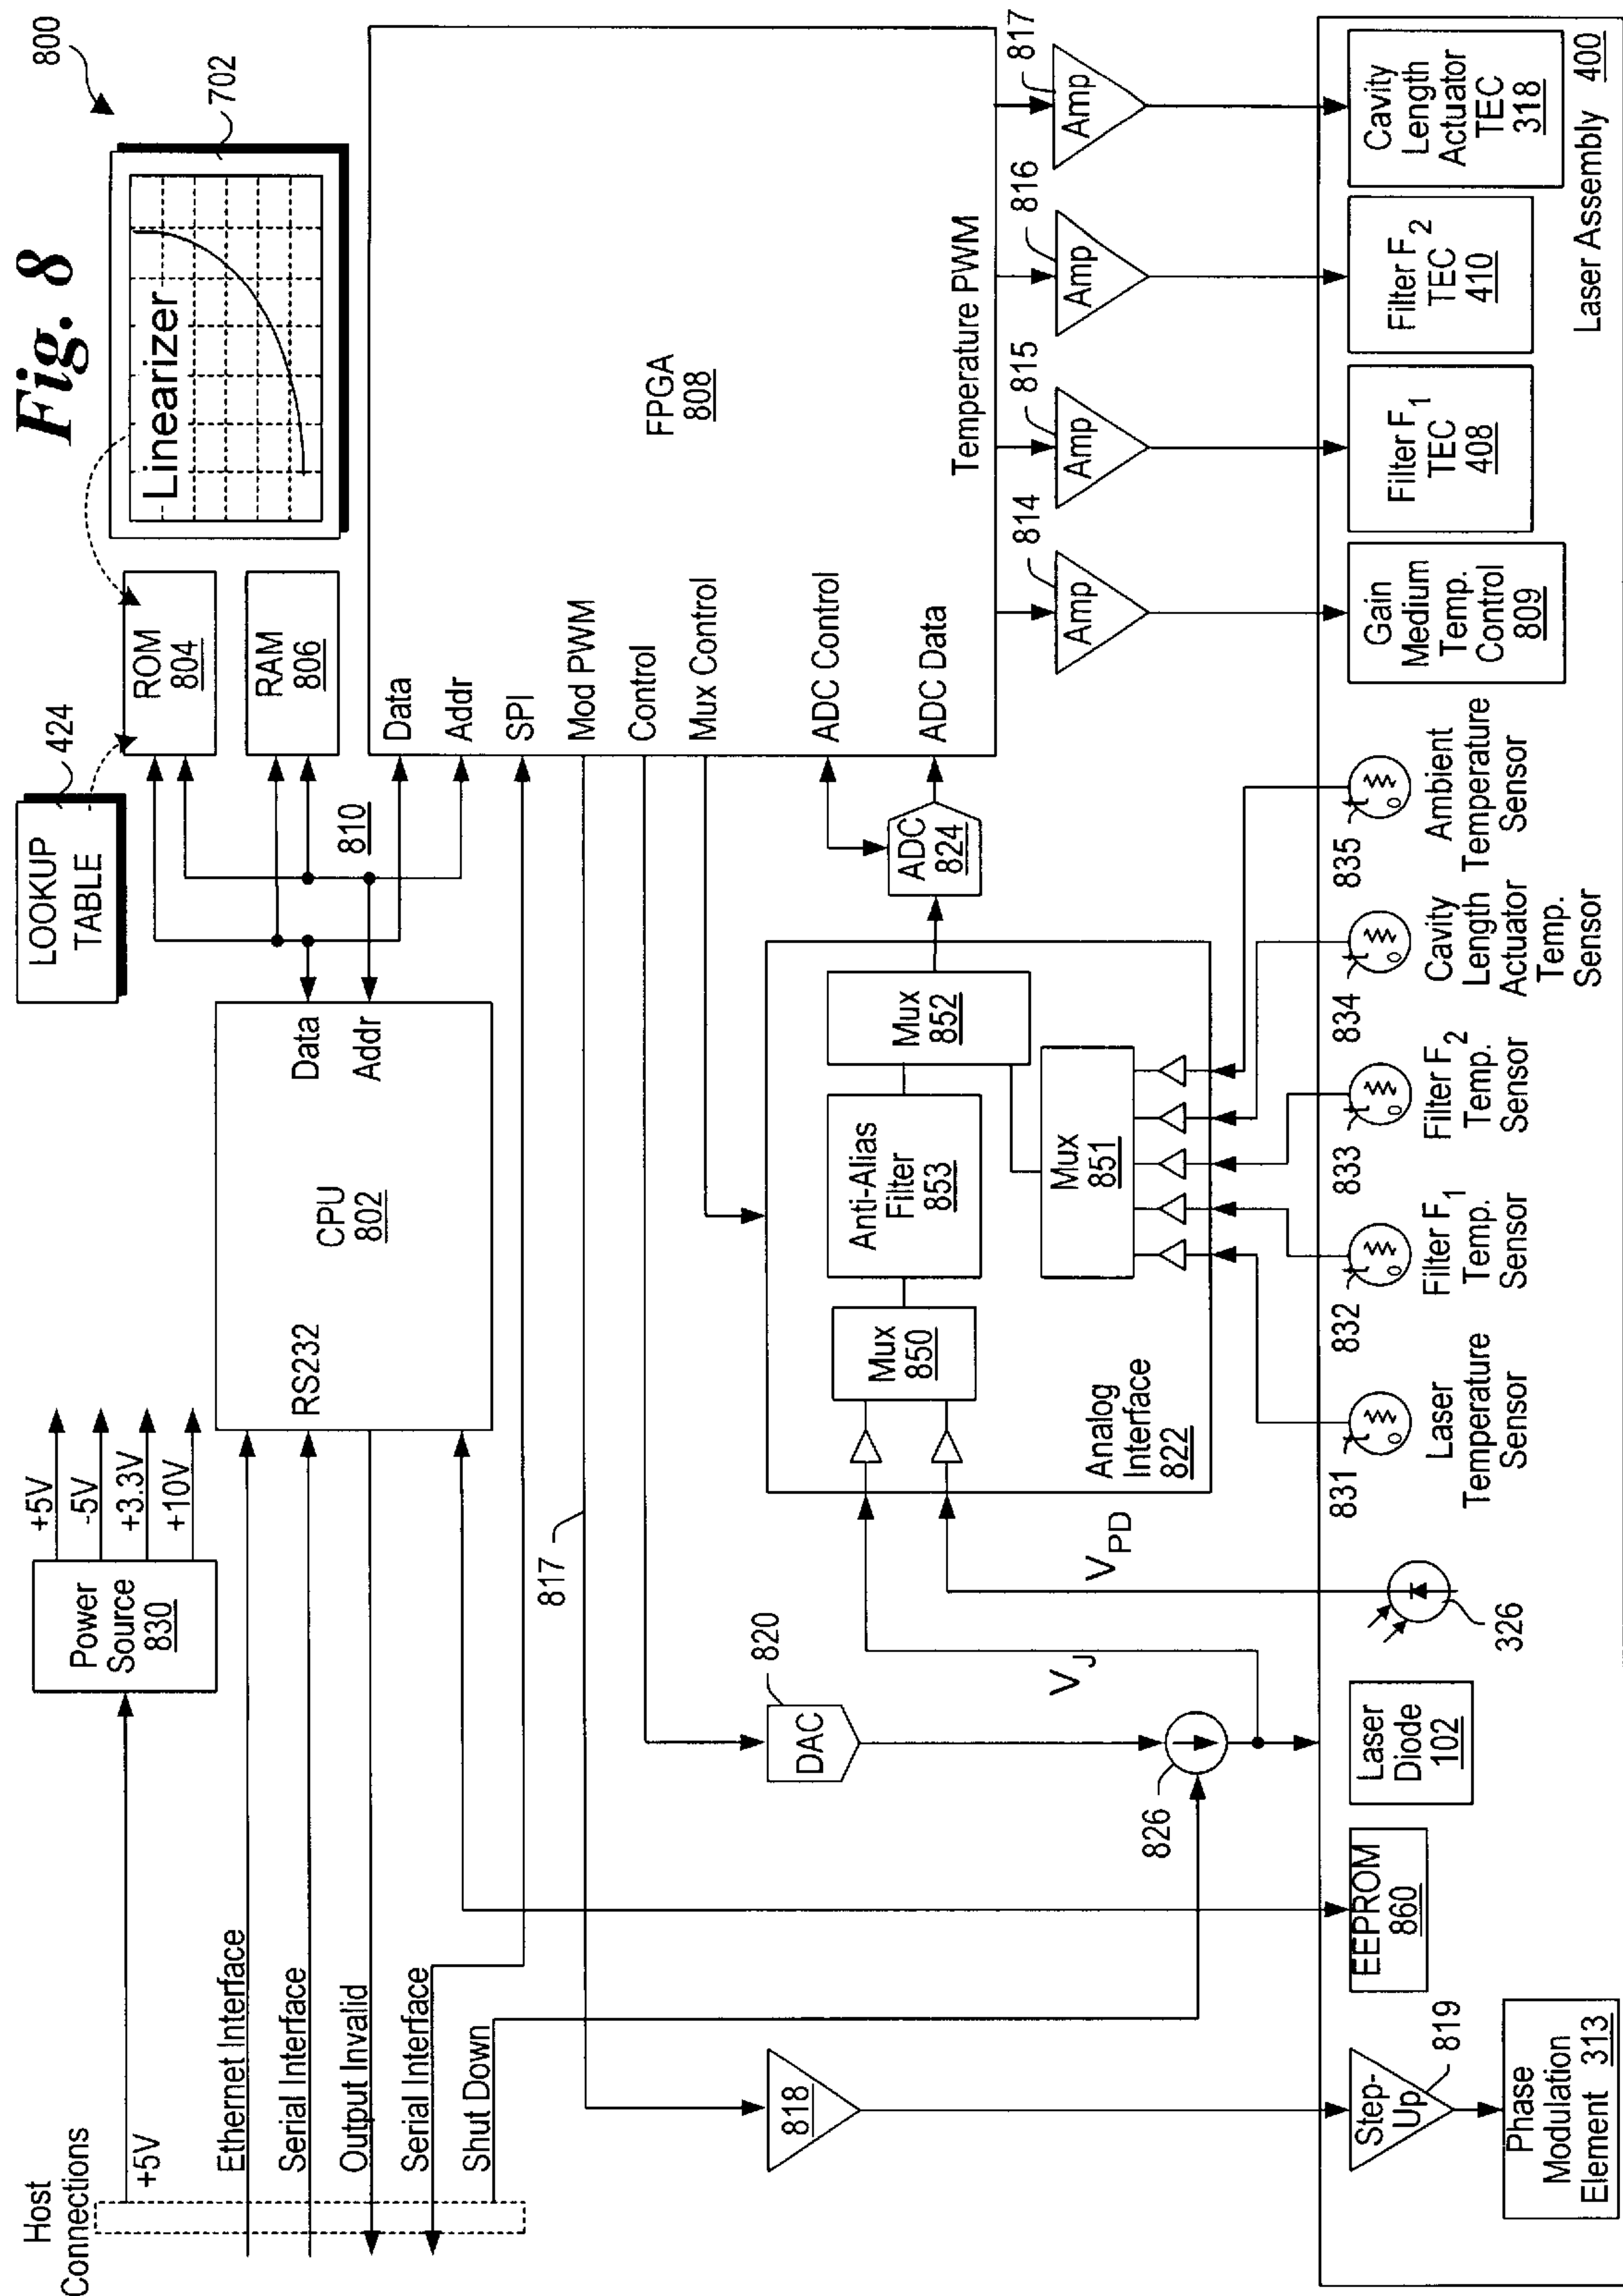 Fig. 8
800
Host
Connections
+5V
Ethernet Interface
Serial Interface
Output Invalid
Serial Interface
Shut Down
Power
Source
830
+5V
-5V
+3.3V
+10V
RS232
CPU
802
Data
Addr
LOOKUP
TABLE
424
ROM
804
RAM
806
810
Linearizer
702
Data
Addr
SPI
Mod PWM
Control
Mux Control
ADC Control
ADC Data
FPGA
808
Temperature PWM
817
818
DAC
820
826
VJ
VPD
Mux
850
Anti-Alias
Filter
853
Mux
852
Mux
851
Analog
Interface
822
ADC
824
Amp
814
Amp
815
Amp
816
Amp
817
Step-
Up
819
Phase
Modulation
Element 313
EEPROM
860
Laser
Diode
102
326
831
Laser
Temperature
Sensor
832
Filter F1
Temp.
Sensor
833
Filter F2
Temp.
Sensor
834
Cavity
Length
Actuator
Temp.
Sensor
835
Ambient
Temperature
Sensor
Gain
Medium
Temp.
Control
809
Filter F1
TEC
408
Filter F2
TEC
410
Cavity
Length
Actuator
TEC
318
Laser Assembly 400